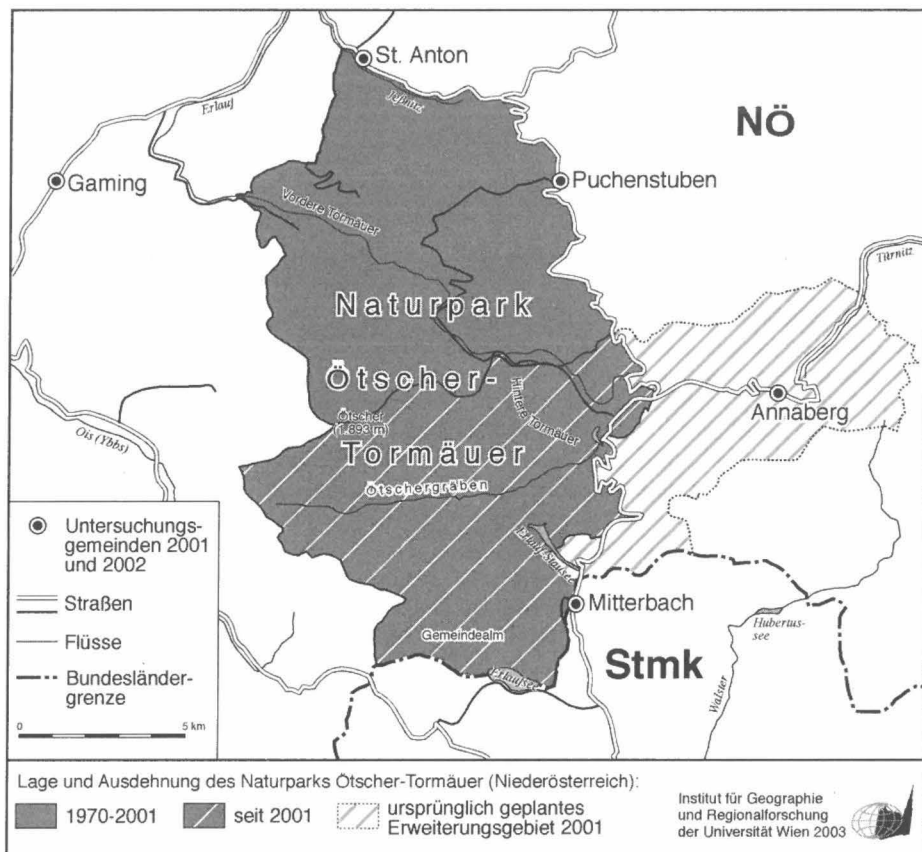 St. Anton
Jeßnitz
Erlauf
NÖ
Gaming
Puchenstuben
Vordere Tormäuer
Türnitz
Naturpark
Ötscher-
Hintere Tormäuer
Annaberg
Ötscher
(1.893 m)
Ois (Ybbs)
Tormäuer
Ötschergräben
Erlauf-Stausee
Mitterbach
Hubertus-
see
Gemeindealm
Stmk
Erlaufsee
Walster
Untersuchungs-
gemeinden 2001
und 2002
Straßen
Flüsse
Bundesländer-
grenze
0 5 km
Lage und Ausdehnung des Naturparks Ötscher-Tormäuer (Niederösterreich):
1970-2001
seit 2001
ursprünglich geplantes
Erweiterungsgebiet 2001
Institut für Geographie
und Regionalforschung
der Universität Wien 2003